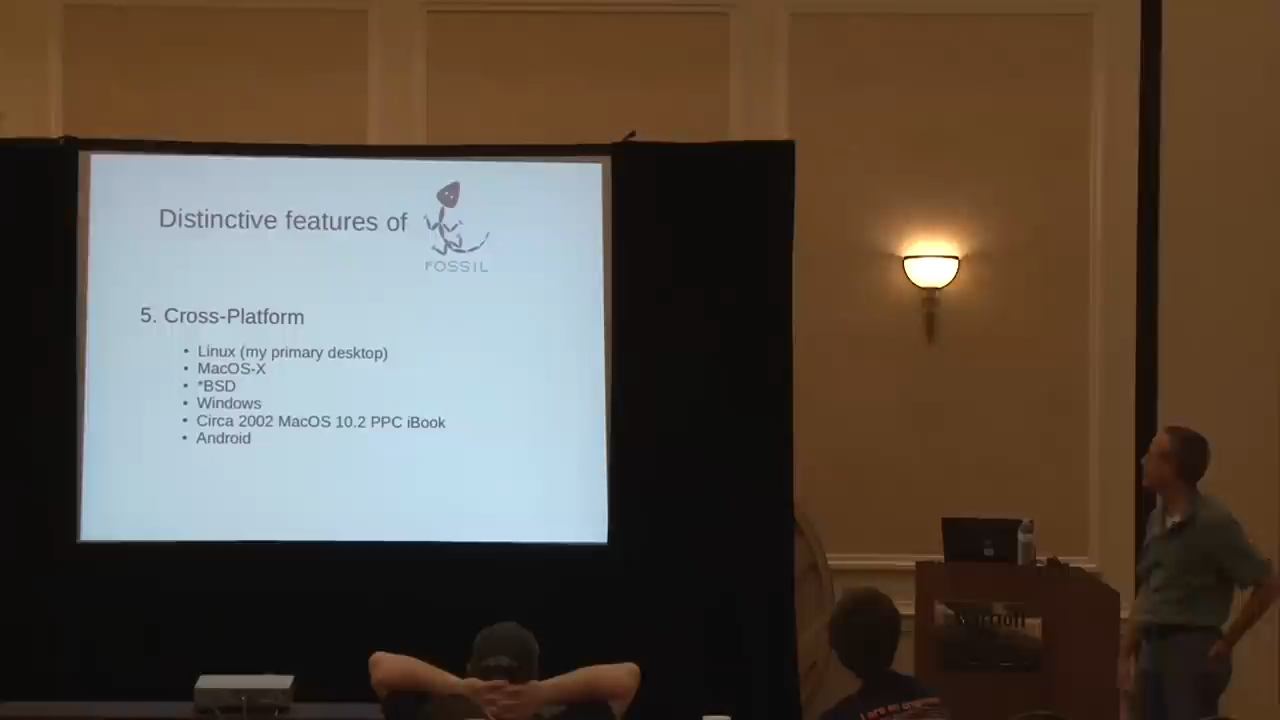 Distinctive features of
FOSSIL
5. Cross-Platform
• Linux (my primary desktop)
• MacOS-X
• *BSD
• Windows
• Circa 2002 MacOS 10.2 PPC iBook
• Android
Marriott